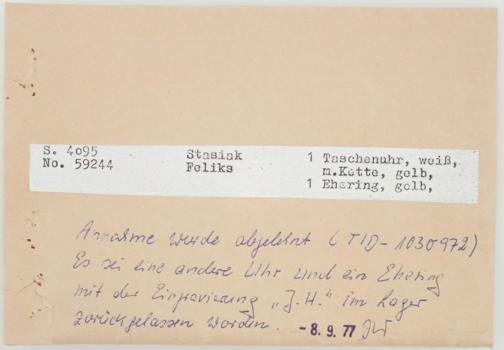 S. 4095 Stasiak 1 Taschenuhr, weiß,
No. 59244 Feliks m.Kette, gelb,
1 Ehering, gelb,
Annahme wurde abgelehnt (TID-1030972)
Es sei eine andere Uhr und ein Ehering
mit der Eingravierung „J.H." im Lager
zurückgelassen worden. -8. 9. 77